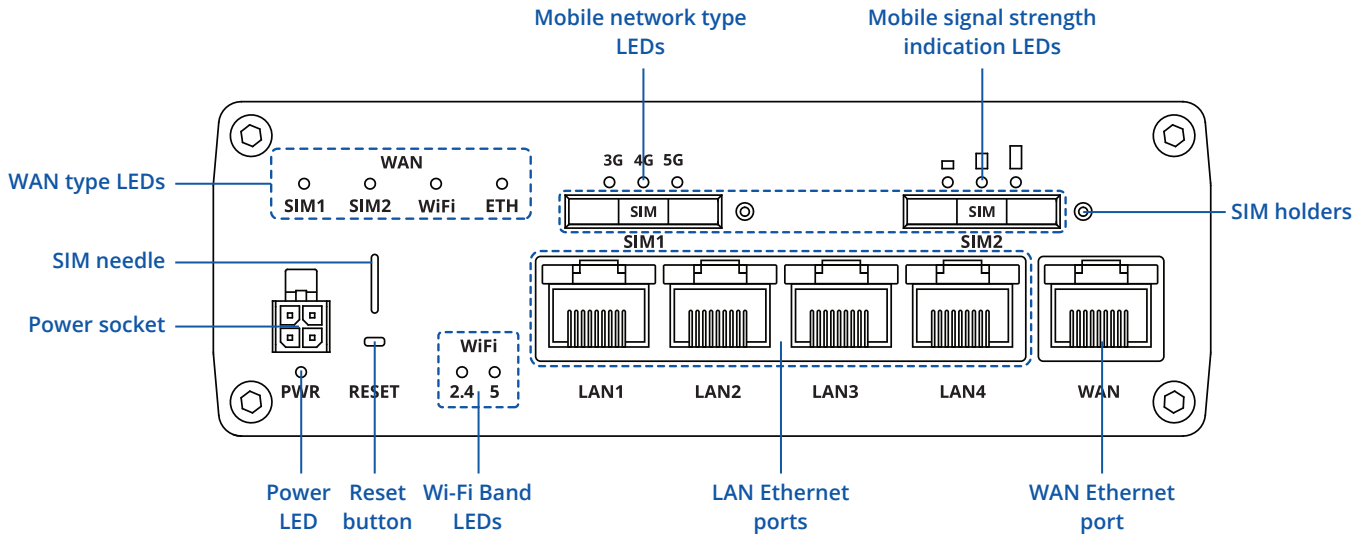 Mobile network type
LEDs
Mobile signal strength
indication LEDs
WAN type LEDs
WAN
SIM1 SIM2 WiFi ETH
3G 4G 5G
SIM
SIM1
SIM
SIM2
SIM holders
SIM needle
Power socket
WiFi
2.4 5
PWR RESET
LAN1 LAN2 LAN3 LAN4 WAN
Power
LED
Reset
button
Wi-Fi Band
LEDs
LAN Ethernet
ports
WAN Ethernet
port